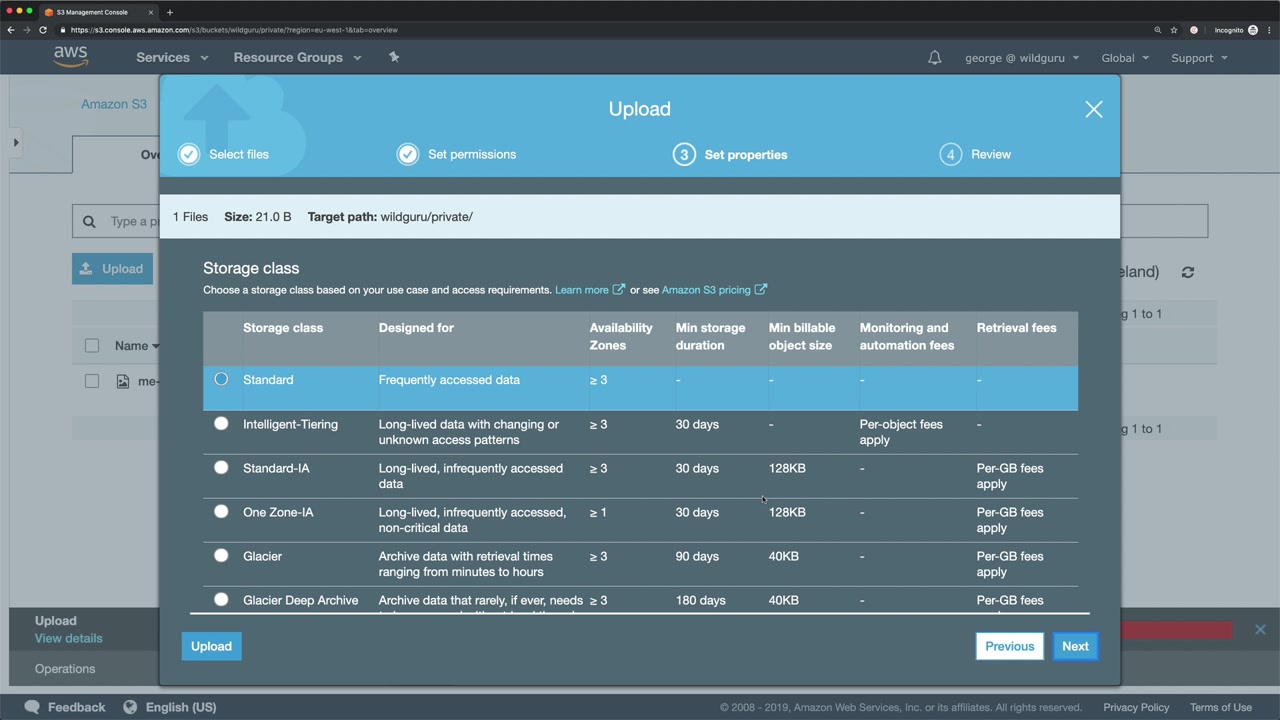 S3 Management Console
https://s3.console.aws.amazon.com/s3/buckets/wildguru/private/?region=eu-west-1&tab=overview
Incognito
aws
Services
Resource Groups
george @ wildguru
Global
Support
Amazon S3
Upload
Select files
Set permissions
3 Set properties
4 Review
Ov
1 Files Size: 21.0 B Target path: wildguru/private/
Type a p
Upload
eland)
Storage class
Choose a storage class based on your use case and access requirements. Learn more or see Amazon S3 pricing
Storage class
Designed for
Availability
Zones
Min storage
duration
Min billable
object size
Monitoring and
automation fees
Retrieval fees
g 1 to 1
Name
me-
Standard
Frequently accessed data
≥ 3
-
-
-
-
Intelligent-Tiering
Long-lived data with changing or
unknown access patterns
≥ 3
30 days
-
Per-object fees
apply
-
g 1 to 1
Standard-IA
Long-lived, infrequently accessed
data
≥ 3
30 days
128KB
-
Per-GB fees
apply
One Zone-IA
Long-lived, infrequently accessed,
non-critical data
≥ 1
30 days
128KB
-
Per-GB fees
apply
Glacier
Archive data with retrieval times
ranging from minutes to hours
≥ 3
90 days
40KB
-
Per-GB fees
apply
Glacier Deep Archive
Archive data that rarely, if ever, needs
≥ 3
180 days
40KB
-
Per-GB fees
Upload
View details
Operations
Upload
Previous
Next
Feedback
English (US)
© 2008 - 2019, Amazon Web Services, Inc. or its affiliates. All rights reserved.
Privacy Policy
Terms of Use